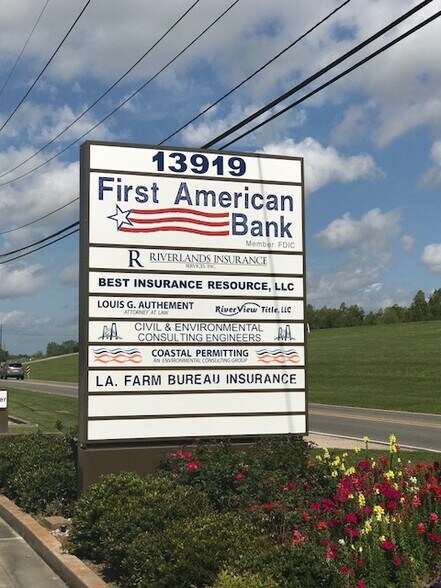 13919
First American
Bank
Member FDIC
R RIVERLANDS INSURANCE
SERVICES, INC.
BEST INSURANCE RESOURCE, LLC
LOUIS G. AUTHEMENT
ATTORNEY AT LAW
RiverView Title, LLC
CIVIL & ENVIRONMENTAL
CONSULTING ENGINEERS
COASTAL PERMITTING
AN ENVIRONMENTAL CONSULTING GROUP
LA. FARM BUREAU INSURANCE